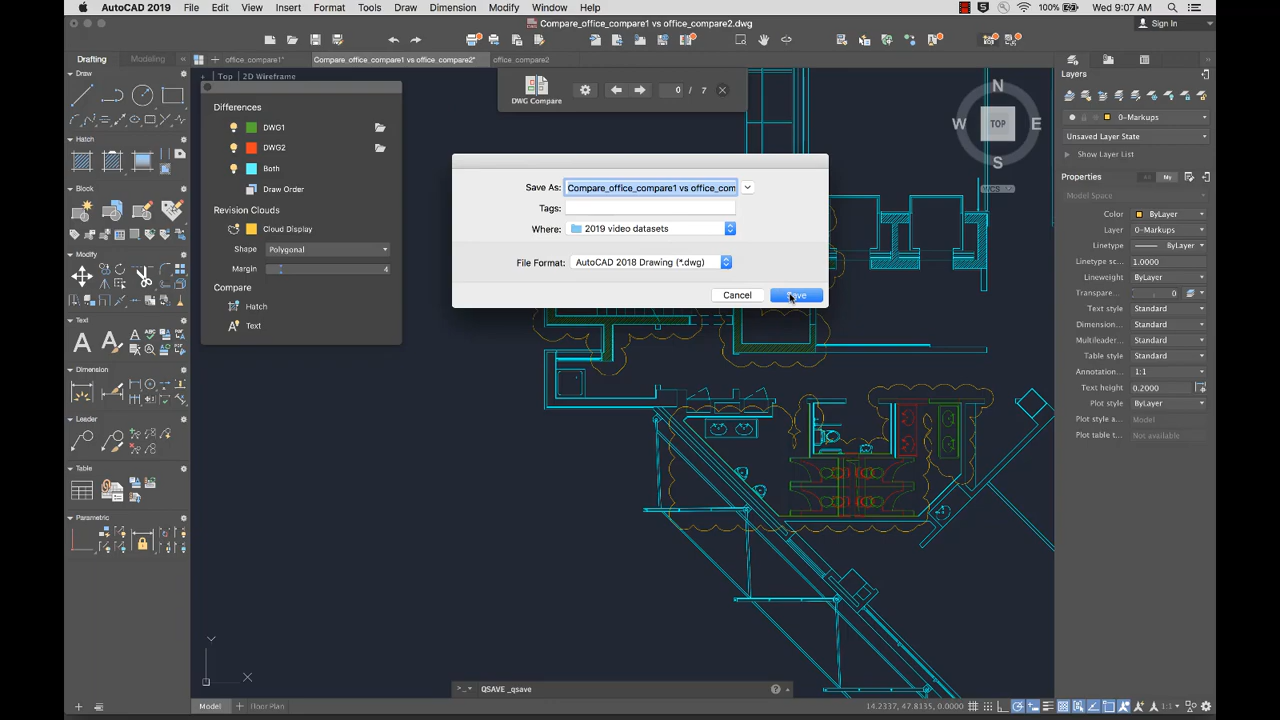 AutoCAD 2019 File Edit View Insert Format Tools Draw Dimension Modify Window Help 100% Wed 9:07 AM
Compare_office_compare1 vs office_compare2.dwg
Sign In
Drafting Modeling
office_compare1*
Compare_office_compare1 vs office_compare2*
office_compare2
Layers
Draw
Top
2D Wireframe
DWG Compare
0 / 7
Differences
DWG1
DWG2
Both
Draw Order
Revision Clouds
Cloud Display
Shape Polygonal
Margin 4
Compare
Hatch
Text
Hatch
Block
Modify
Text
Dimension
Leader
Table
Parametric
Save As: Compare_office_compare1 vs office_com
Tags:
Where: 2019 video datasets
File Format: AutoCAD 2018 Drawing (*.dwg)
Cancel
N
W TOP E
S
WCS
0-Markups
Unsaved Layer State
Show Layer List
Properties My
Model Space
Color ByLayer
Layer 0-Markups
Linetype ByLayer
Linetype sc... 1.0000
Lineweight ByLayer
Transpare... 0
Text style Standard
Dimension... Standard
Multileader... Standard
Table style Standard
Annotation... 1:1
Text height 0.2000
Plot style ByLayer
Plot style a... Model
Plot table t... Not available
QSAVE _qsave
Model Floor Plan 14.2337, 47.8135, 0.0000 1:1